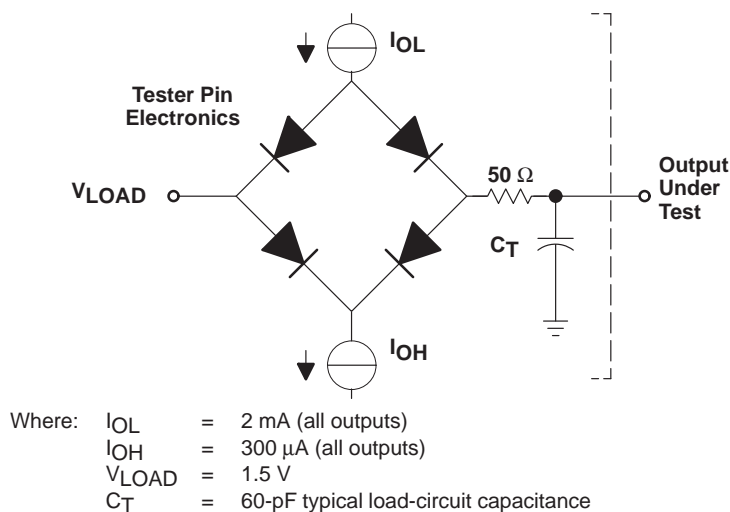 IOL
Tester Pin
Electronics
50 Ω
Output
Under
Test
VLOAD
CT
IOH
Where: IOL = 2 mA (all outputs)
IOH = 300 μA (all outputs)
VLOAD = 1.5 V
CT = 60-pF typical load-circuit capacitance